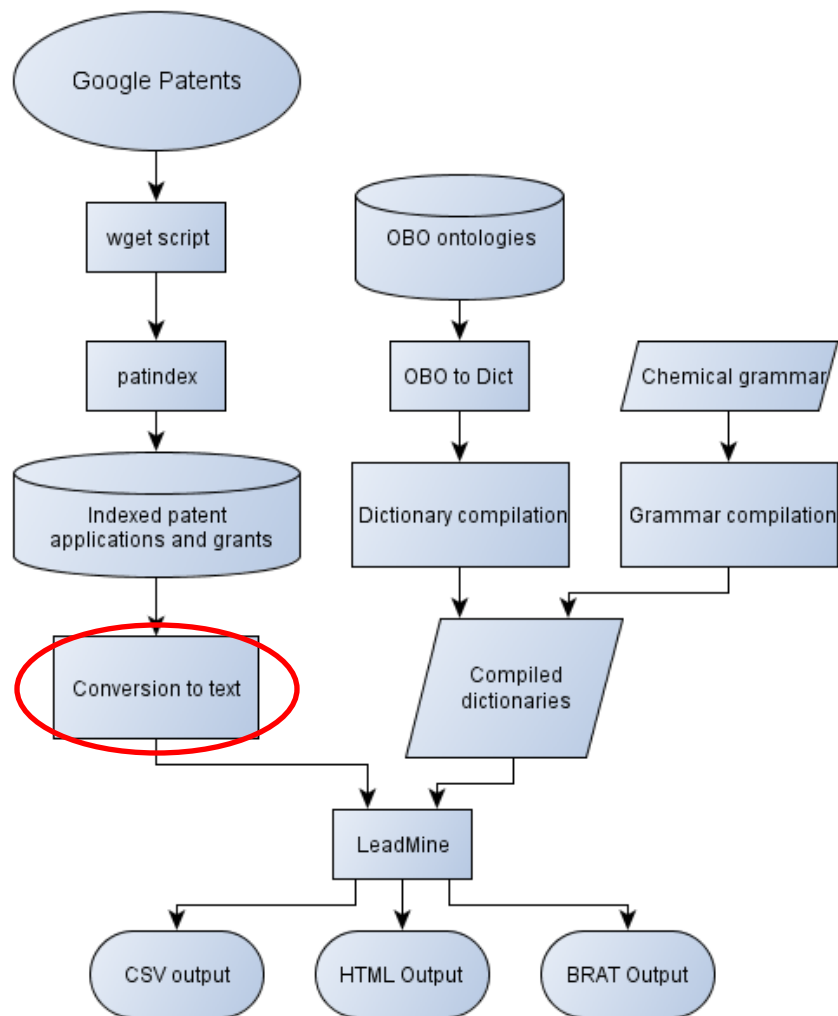 Google Patents
wget script
OBO ontologies
patindex
OBO to Dict
Chemical grammar
Indexed patent
applications and grants
Dictionary compilation
Grammar compilation
Conversion to text
Compiled
dictionaries
LeadMine
CSV output
HTML Output
BRAT Output